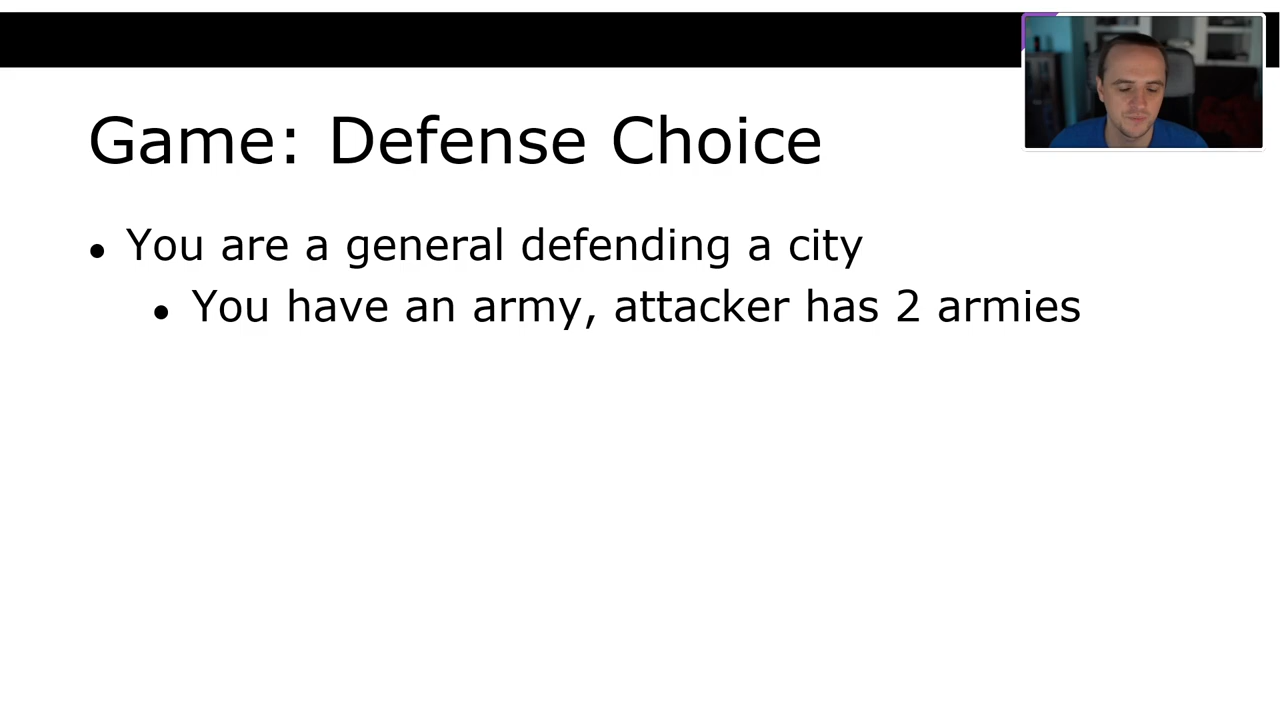 Game: Defense Choice
• You are a general defending a city
• You have an army, attacker has 2 armies